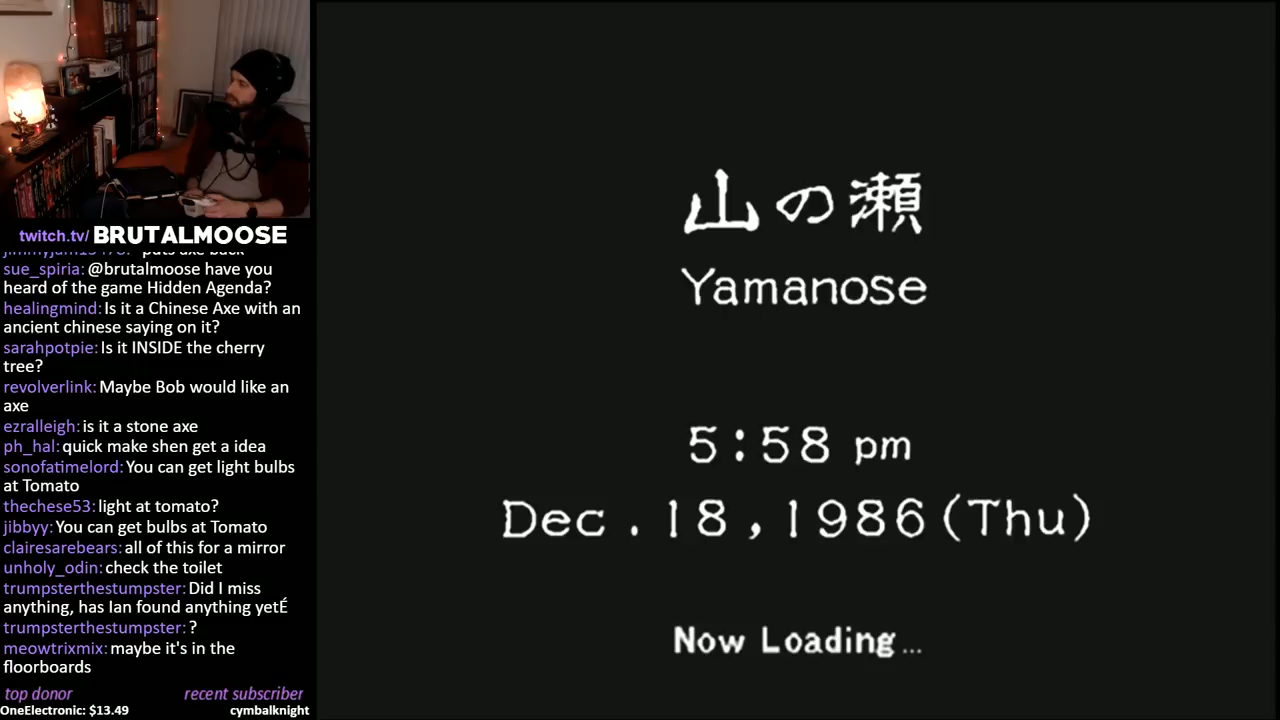 twitch.tv/ BRUTALMOOSE
sue_spiria: @brutalmoose have you
heard of the game Hidden Agenda?
healingmind: Is it a Chinese Axe with an
ancient chinese saying on it?
sarahpotpie: Is it INSIDE the cherry
tree?
revolverlink: Maybe Bob would like an
axe
ezralleigh: is it a stone axe
ph_hal: quick make shen get a idea
sonofatimelord: You can get light bulbs
at Tomato
thechese53: light at tomato?
jibbyy: You can get bulbs at Tomato
clairesarebears: all of this for a mirror
unholy_odin: check the toilet
trumpsterthestumpster: Did I miss
anything, has Ian found anything yetÉ
trumpsterthestumpster: ?
meowtrixmix: maybe it's in the
floorboards
top donor recent subscriber
OneElectronic: $13.49 cymbalknight
山の瀬
Yamanose
5:58 pm
Dec.18,1986(Thu)
Now Loading...